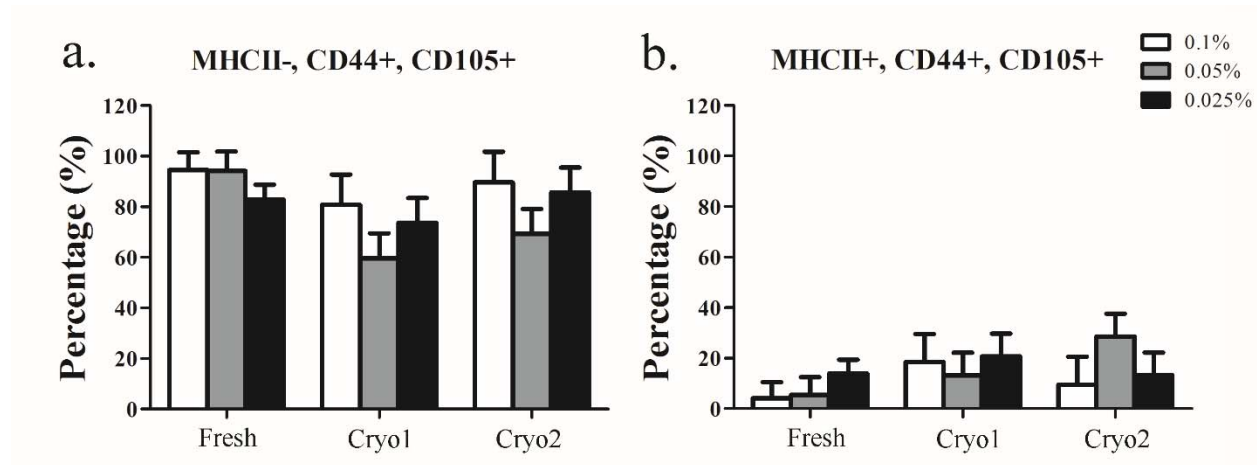 a.
MHCII-, CD44+, CD105+
Percentage (%)
120
100
80
60
40
20
0
Fresh
Cryo1
Cryo2
b.
MHCII+, CD44+, CD105+
Percentage (%)
120
100
80
60
40
20
0
Fresh
Cryo1
Cryo2
0.1%
0.05%
0.025%